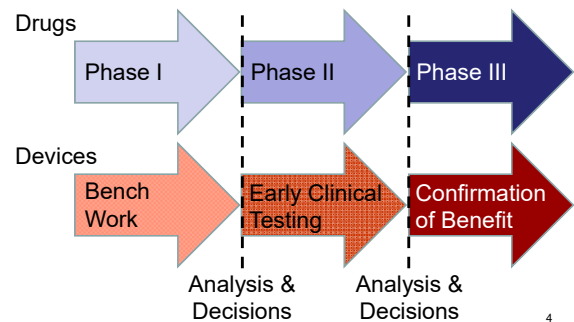 Drugs
Phase I
Phase II
Phase III
Devices
Bench
Work
Early Clinical
Testing
Confirmation
of Benefit
Analysis &
Decisions
Analysis &
Decisions
4